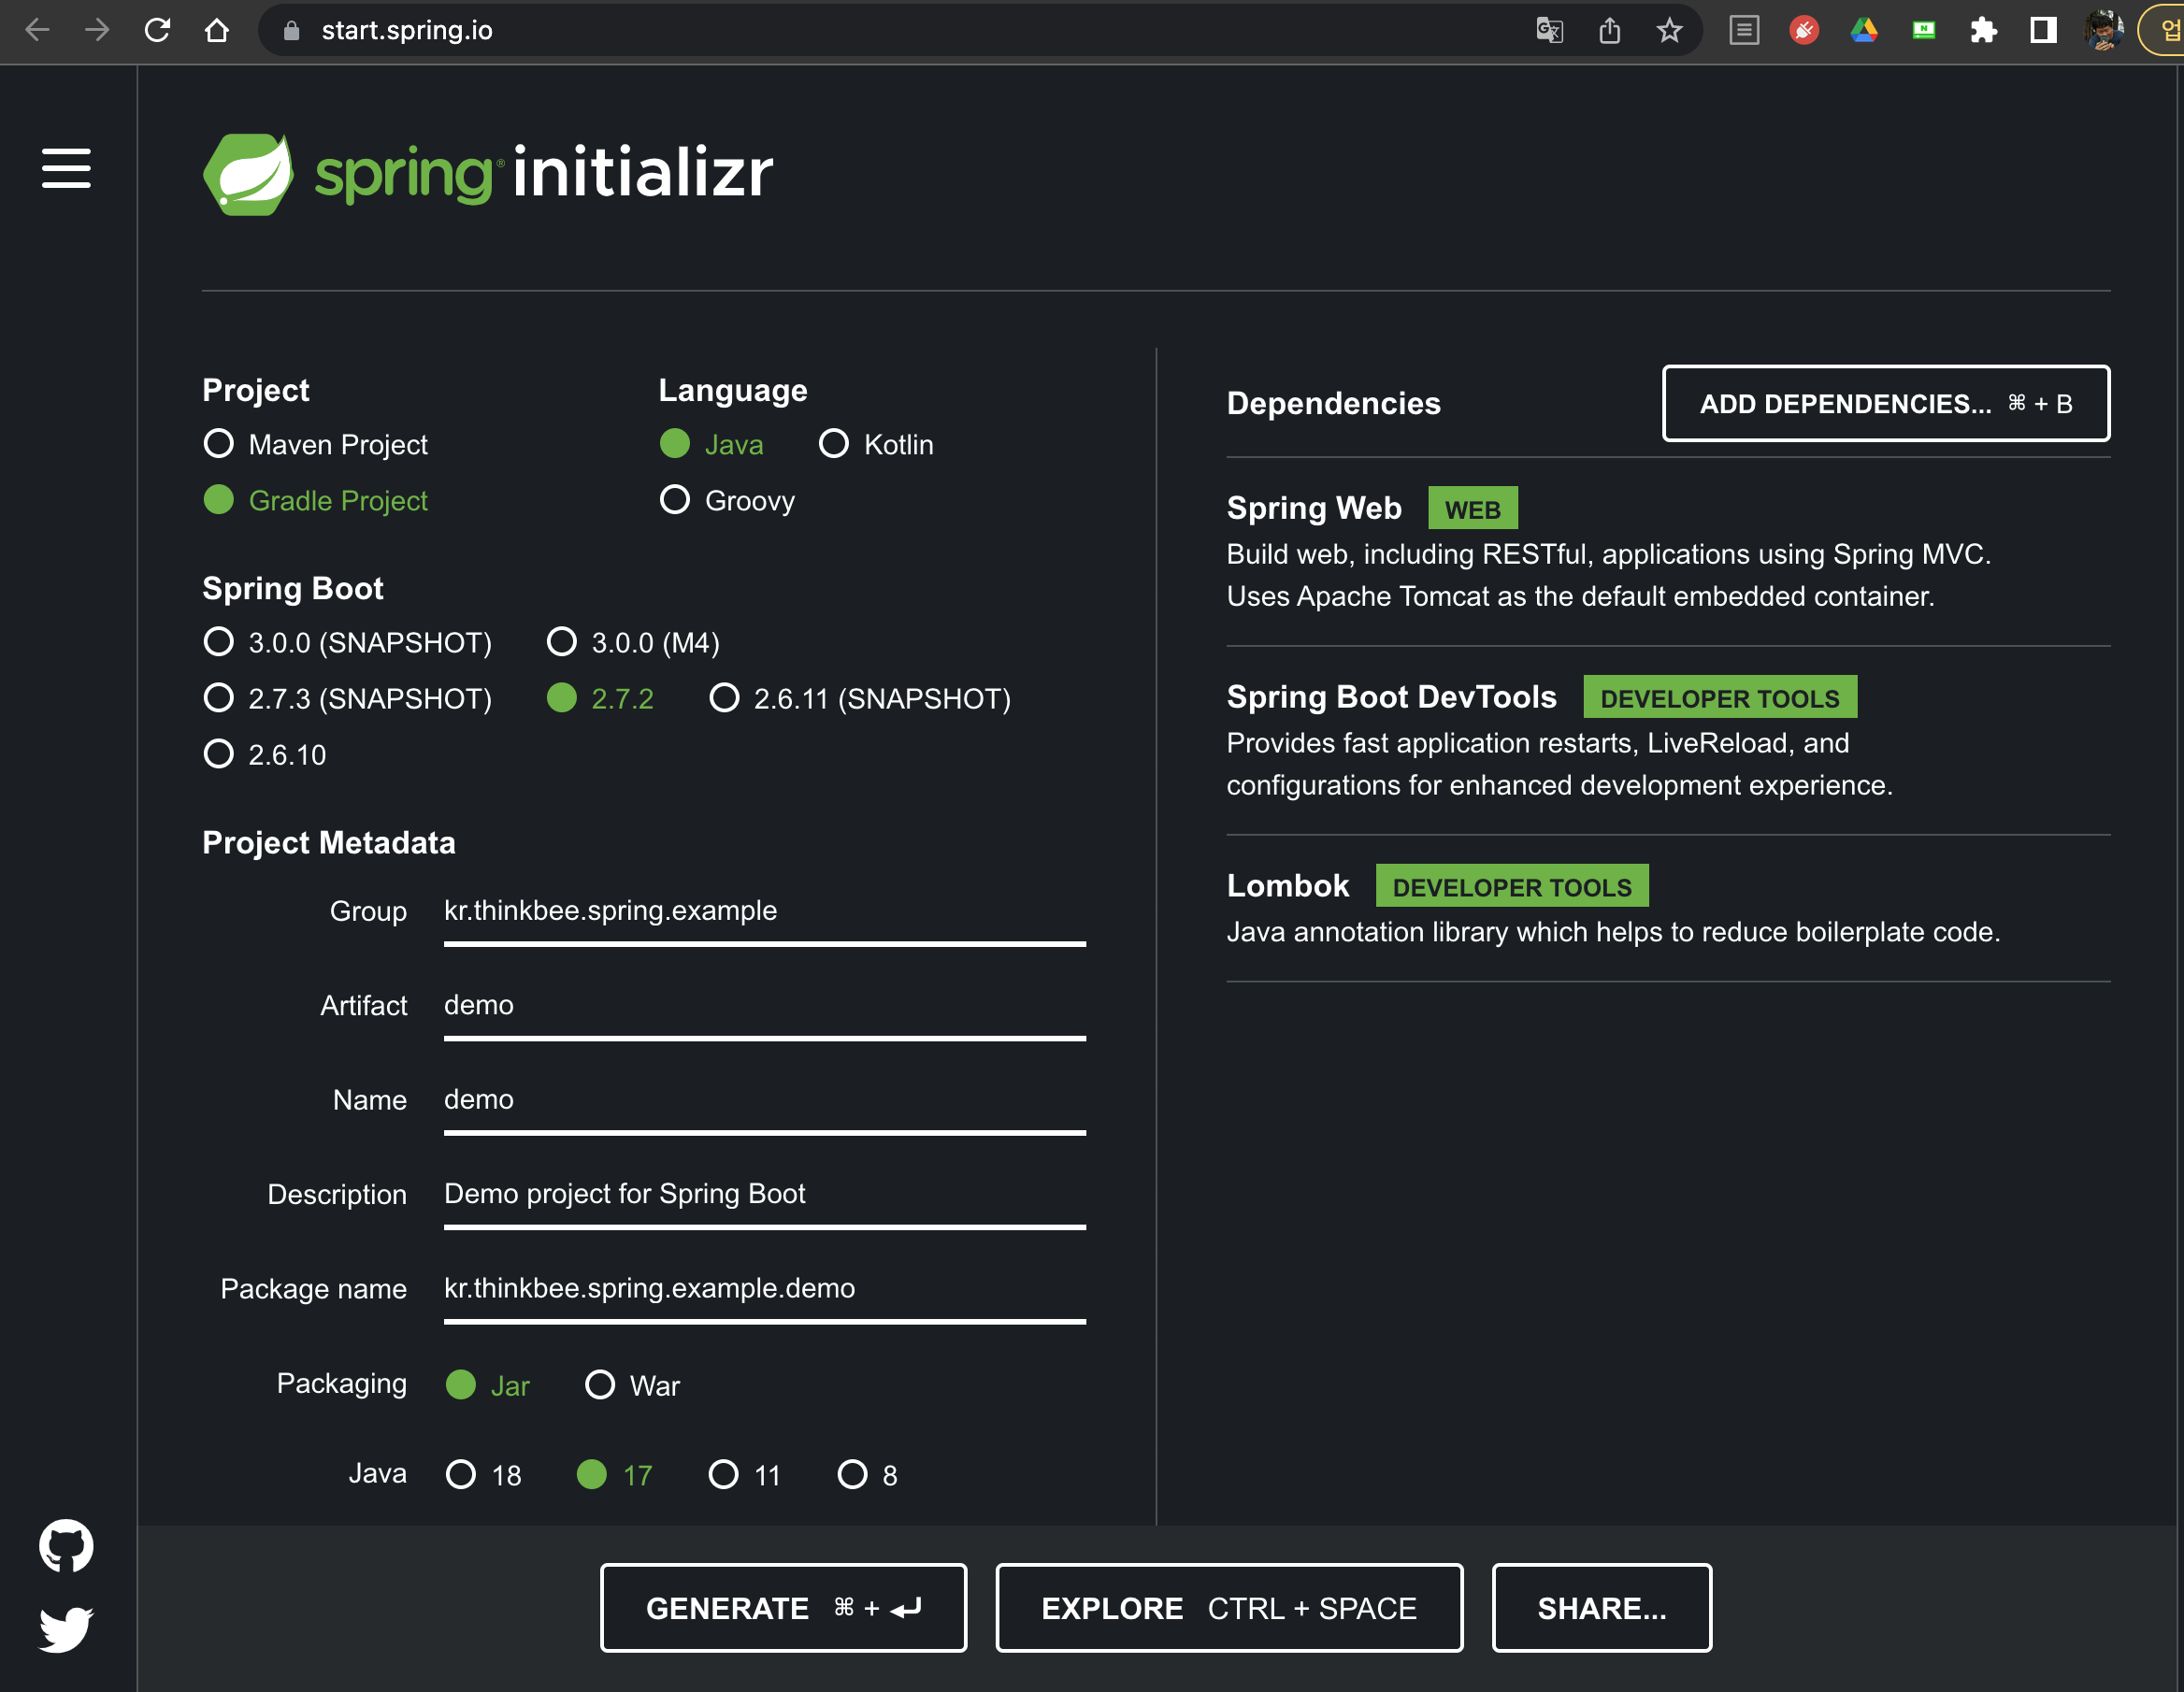 start.spring.io
업
spring® initializr
Project
Maven Project
Gradle Project
Language
Java Kotlin
Groovy
Spring Boot
3.0.0 (SNAPSHOT) 3.0.0 (M4)
2.7.3 (SNAPSHOT) 2.7.2 2.6.11 (SNAPSHOT)
2.6.10
Project Metadata
Group kr.thinkbee.spring.example
Artifact demo
Name demo
Description Demo project for Spring Boot
Package name kr.thinkbee.spring.example.demo
Packaging Jar War
Java 18 17 11 8
Dependencies
ADD DEPENDENCIES... ⌘ + B
Spring Web WEB
Build web, including RESTful, applications using Spring MVC.
Uses Apache Tomcat as the default embedded container.
Spring Boot DevTools DEVELOPER TOOLS
Provides fast application restarts, LiveReload, and
configurations for enhanced development experience.
Lombok DEVELOPER TOOLS
Java annotation library which helps to reduce boilerplate code.
GENERATE ⌘ + ↵
EXPLORE CTRL + SPACE
SHARE...